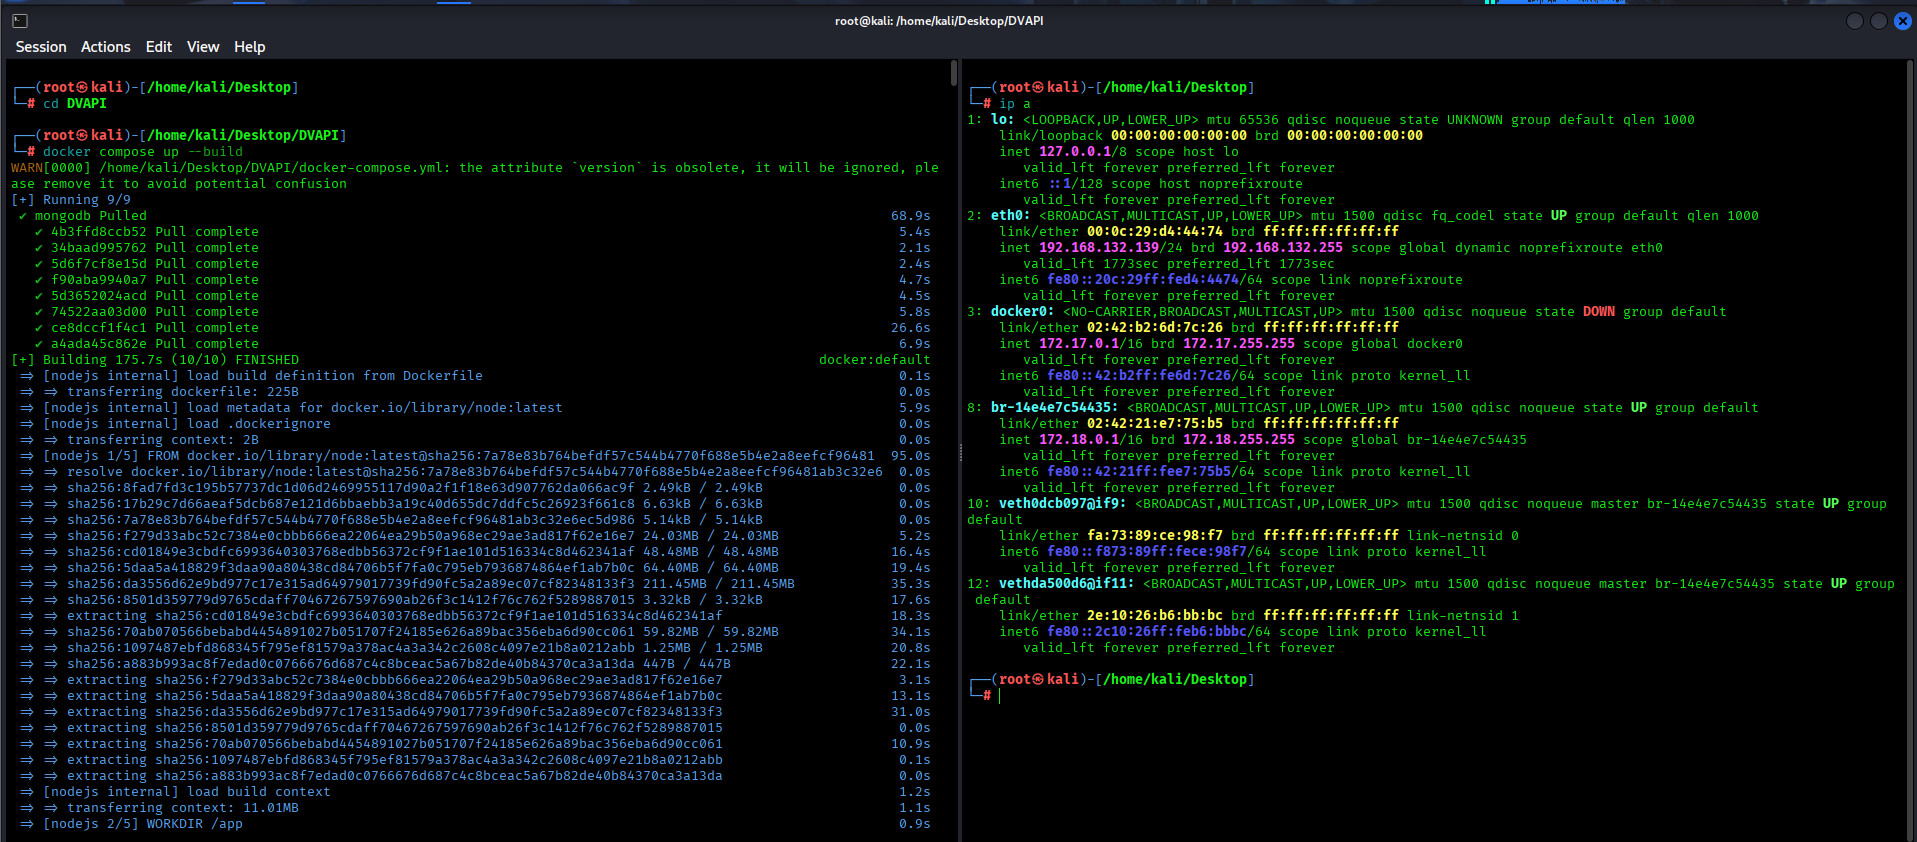 root@kali: /home/kali/Desktop/DVAPI
Session Actions Edit View Help
┌──(root㉿kali)-[/home/kali/Desktop]
└─# cd DVAPI
┌──(root㉿kali)-[/home/kali/Desktop/DVAPI]
└─# docker compose up --build
WARN[0000] /home/kali/Desktop/DVAPI/docker-compose.yml: the attribute `version` is obsolete, it will be ignored, ple
ase remove it to avoid potential confusion
[+] Running 9/9
✔ mongodb Pulled 68.9s
✔ 4b3ffd8ccb52 Pull complete 5.4s
✔ 34baad995762 Pull complete 2.1s
✔ 5d6f7cf8e15d Pull complete 2.4s
✔ f90aba9940a7 Pull complete 4.7s
✔ 5d3652024acd Pull complete 4.5s
✔ 74522aa03d00 Pull complete 5.8s
✔ ce8dccf1f4c1 Pull complete 26.6s
✔ a4ada45c862e Pull complete 6.9s
[+] Building 175.7s (10/10) FINISHED docker:default
=> [nodejs internal] load build definition from Dockerfile 0.1s
=> => transferring dockerfile: 225B 0.0s
=> [nodejs internal] load metadata for docker.io/library/node:latest 5.9s
=> [nodejs internal] load .dockerignore 0.0s
=> => transferring context: 2B 0.0s
=> [nodejs 1/5] FROM docker.io/library/node:latest@sha256:7a78e83b764befdf57c544b4770f688e5b4e2a8eefcf96481 95.0s
=> => resolve docker.io/library/node:latest@sha256:7a78e83b764befdf57c544b4770f688e5b4e2a8eefcf96481ab3c32e6 0.0s
=> => sha256:8fad7fd3c195b57737dc1d06d2469955117d90a2f1f18e63d907762da066ac9f 2.49kB / 2.49kB 0.0s
=> => sha256:17b29c7d66aeaf5dcb687e121d6bbaebb3a19c40d655dc7ddfc5c26923f661c8 6.63kB / 6.63kB 0.0s
=> => sha256:7a78e83b764befdf57c544b4770f688e5b4e2a8eefcf96481ab3c32e6ec5d986 5.14kB / 5.14kB 0.0s
=> => sha256:f279d33abc52c7384e0cbbb666ea22064ea29b50a968ec29ae3ad817f62e16e7 24.03MB / 24.03MB 5.2s
=> => sha256:cd01849e3cbdfc6993640303768edbb56372cf9f1ae101d516334c8d462341af 48.48MB / 48.48MB 16.4s
=> => sha256:5daa5a418829f3daa90a80438cd84706b5f7fa0c795eb7936874864ef1ab7b0c 64.40MB / 64.40MB 19.4s
=> => sha256:da3556d62e9bd977c17e315ad64979017739fd90fc5a2a89ec07cf82348133f3 211.45MB / 211.45MB 35.3s
=> => sha256:8501d359779d9765cdaff70467267597690ab26f3c1412f76c762f5289887015 3.32kB / 3.32kB 17.6s
=> => extracting sha256:cd01849e3cbdfc6993640303768edbb56372cf9f1ae101d516334c8d462341af 18.3s
=> => sha256:70ab070566bebabd4454891027b051707f24185e626a89bac356eba6d90cc061 59.82MB / 59.82MB 34.1s
=> => sha256:1097487ebfd868345f795ef81579a378ac4a3a342c2608c4097e21b8a0212abb 1.25MB / 1.25MB 20.8s
=> => sha256:a883b993ac8f7edad0c0766676d687c4c8bceac5a67b82de40b84370ca3a13da 447B / 447B 22.1s
=> => extracting sha256:f279d33abc52c7384e0cbbb666ea22064ea29b50a968ec29ae3ad817f62e16e7 3.1s
=> => extracting sha256:5daa5a418829f3daa90a80438cd84706b5f7fa0c795eb7936874864ef1ab7b0c 13.1s
=> => extracting sha256:da3556d62e9bd977c17e315ad64979017739fd90fc5a2a89ec07cf82348133f3 31.0s
=> => extracting sha256:8501d359779d9765cdaff70467267597690ab26f3c1412f76c762f5289887015 0.0s
=> => extracting sha256:70ab070566bebabd4454891027b051707f24185e626a89bac356eba6d90cc061 10.9s
=> => extracting sha256:1097487ebfd868345f795ef81579a378ac4a3a342c2608c4097e21b8a0212abb 0.1s
=> => extracting sha256:a883b993ac8f7edad0c0766676d687c4c8bceac5a67b82de40b84370ca3a13da 0.0s
=> [nodejs internal] load build context 1.2s
=> => transferring context: 11.01MB 1.1s
=> [nodejs 2/5] WORKDIR /app 0.9s
┌──(root㉿kali)-[/home/kali/Desktop]
└─# ip a
1: lo: <LOOPBACK,UP,LOWER_UP> mtu 65536 qdisc noqueue state UNKNOWN group default qlen 1000
link/loopback 00:00:00:00:00:00 brd 00:00:00:00:00:00
inet 127.0.0.1/8 scope host lo
valid_lft forever preferred_lft forever
inet6 ::1/128 scope host noprefixroute
valid_lft forever preferred_lft forever
2: eth0: <BROADCAST,MULTICAST,UP,LOWER_UP> mtu 1500 qdisc fq_codel state UP group default qlen 1000
link/ether 00:0c:29:d4:44:74 brd ff:ff:ff:ff:ff:ff
inet 192.168.132.139/24 brd 192.168.132.255 scope global dynamic noprefixroute eth0
valid_lft 1773sec preferred_lft 1773sec
inet6 fe80::20c:29ff:fed4:4474/64 scope link noprefixroute
valid_lft forever preferred_lft forever
3: docker0: <NO-CARRIER,BROADCAST,MULTICAST,UP> mtu 1500 qdisc noqueue state DOWN group default
link/ether 02:42:b2:6d:7c:26 brd ff:ff:ff:ff:ff:ff
inet 172.17.0.1/16 brd 172.17.255.255 scope global docker0
valid_lft forever preferred_lft forever
inet6 fe80::42:b2ff:fe6d:7c26/64 scope link proto kernel_ll
valid_lft forever preferred_lft forever
8: br-14e4e7c54435: <BROADCAST,MULTICAST,UP,LOWER_UP> mtu 1500 qdisc noqueue state UP group default
link/ether 02:42:21:e7:75:b5 brd ff:ff:ff:ff:ff:ff
inet 172.18.0.1/16 brd 172.18.255.255 scope global br-14e4e7c54435
valid_lft forever preferred_lft forever
inet6 fe80::42:21ff:fee7:75b5/64 scope link proto kernel_ll
valid_lft forever preferred_lft forever
10: veth0dcb097@if9: <BROADCAST,MULTICAST,UP,LOWER_UP> mtu 1500 qdisc noqueue master br-14e4e7c54435 state UP group
default
link/ether fa:73:89:ce:98:f7 brd ff:ff:ff:ff:ff:ff link-netnsid 0
inet6 fe80::f873:89ff:fece:98f7/64 scope link proto kernel_ll
valid_lft forever preferred_lft forever
12: vethda500d6@if11: <BROADCAST,MULTICAST,UP,LOWER_UP> mtu 1500 qdisc noqueue master br-14e4e7c54435 state UP group
default
link/ether 2e:10:26:b6:bb:bc brd ff:ff:ff:ff:ff:ff link-netnsid 1
inet6 fe80::2c10:26ff:feb6:bbbc/64 scope link proto kernel_ll
valid_lft forever preferred_lft forever
┌──(root㉿kali)-[/home/kali/Desktop]
└─#